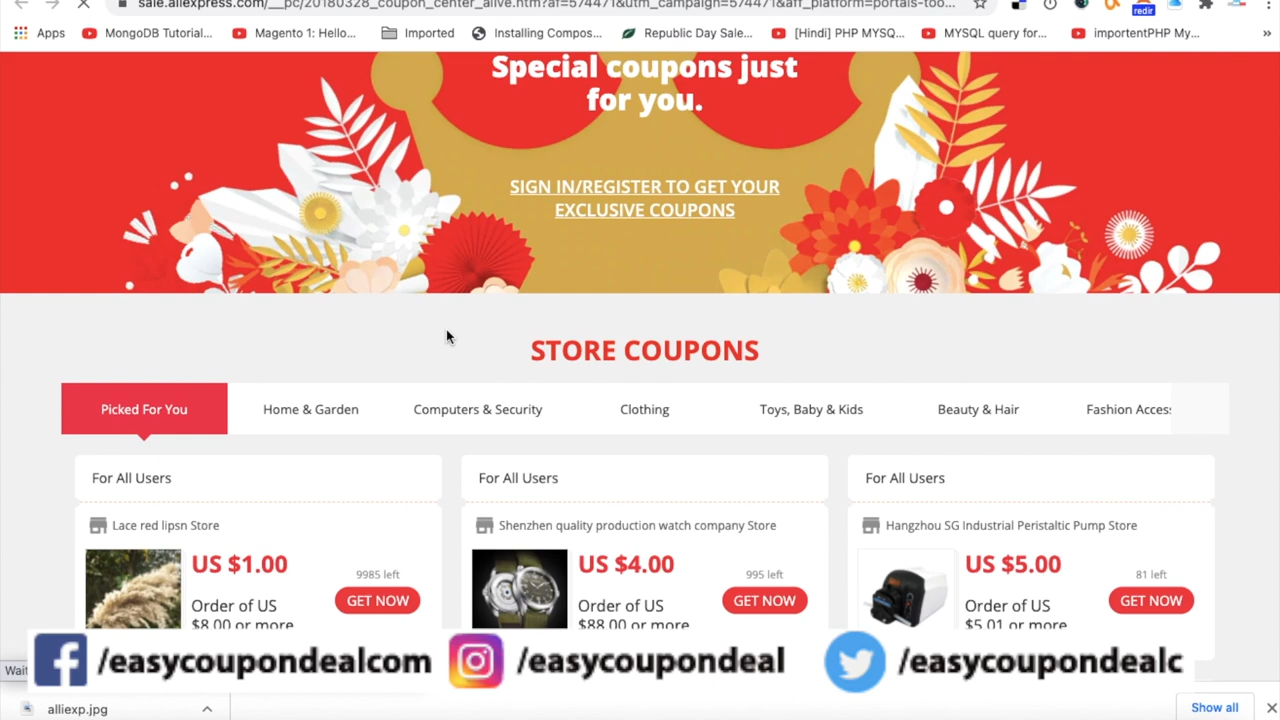 sale.aliexpress.com/__pc/20180328_coupon_center_alive.htm?af=574471&utm_campaign=574471&aff_platform=portals-too...
redir
Apps
MongoDB Tutorial...
Magento 1: Hello...
Imported
Installing Compos...
Republic Day Sale...
[Hindi] PHP MYSQ...
MYSQL query for...
importentPHP My...
»
Special coupons just
for you.
SIGN IN/REGISTER TO GET YOUR
EXCLUSIVE COUPONS
STORE COUPONS
Picked For You
Home & Garden
Computers & Security
Clothing
Toys, Baby & Kids
Beauty & Hair
Fashion Access
For All Users
For All Users
For All Users
Lace red lipsn Store
Shenzhen quality production watch company Store
Hangzhou SG Industrial Peristaltic Pump Store
US $1.00
9985 left
Order of US
$8.00 or more
GET NOW
US $4.00
995 left
Order of US
$88.00 or more
GET NOW
US $5.00
81 left
Order of US
$5.01 or more
GET NOW
Wait
/easycoupondealcom
/easycoupondeal
/easycoupondealc
alliexp.jpg
Show all